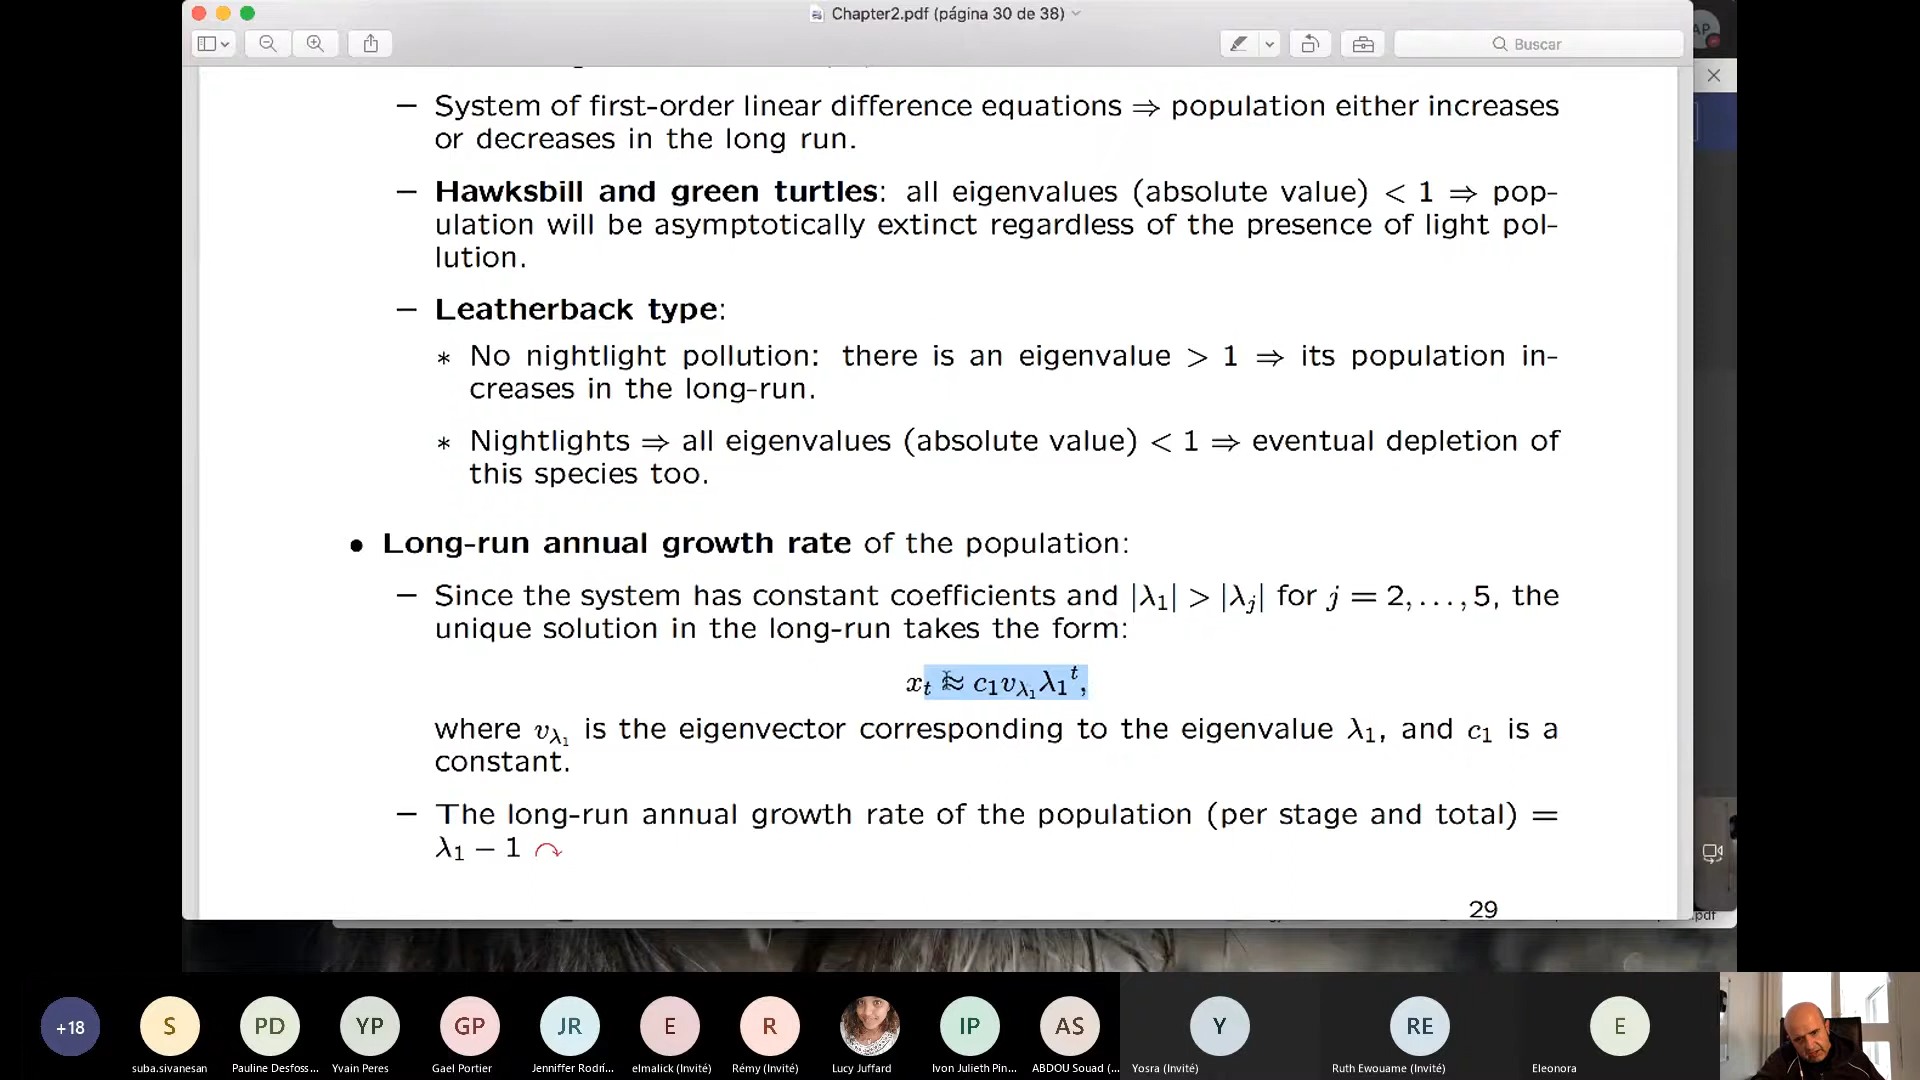 Chapter2.pdf (página 30 de 38)
AP
Buscar
– System of first-order linear difference equations ⇒ population either increases
or decreases in the long run.
– Hawksbill and green turtles: all eigenvalues (absolute value) < 1 ⇒ pop-
ulation will be asymptotically extinct regardless of the presence of light pol-
lution.
– Leatherback type:
∗ No nightlight pollution: there is an eigenvalue > 1 ⇒ its population in-
creases in the long-run.
∗ Nightlights ⇒ all eigenvalues (absolute value) < 1 ⇒ eventual depletion of
this species too.
• Long-run annual growth rate of the population:
– Since the system has constant coefficients and |λ₁| > |λⱼ| for j = 2, . . . , 5, the
unique solution in the long-run takes the form:
xₜ ≈ c₁v_λ₁λ₁ᵗ,
where v_λ₁ is the eigenvector corresponding to the eigenvalue λ₁, and c₁ is a
constant.
– The long-run annual growth rate of the population (per stage and total) =
λ₁ − 1
29
.pdf
+18 S PD YP GP JR E R IP AS Y RE E
suba.sivanesan Pauline Desfoss... Yvain Peres Gael Portier Jenniffer Rodrí... elmalick (Invité) Rémy (Invité) Lucy Juffard Ivon Julieth Pin... ABDOU Souad (... Yosra (Invité) Ruth Ewouame (Invité) Eleonora